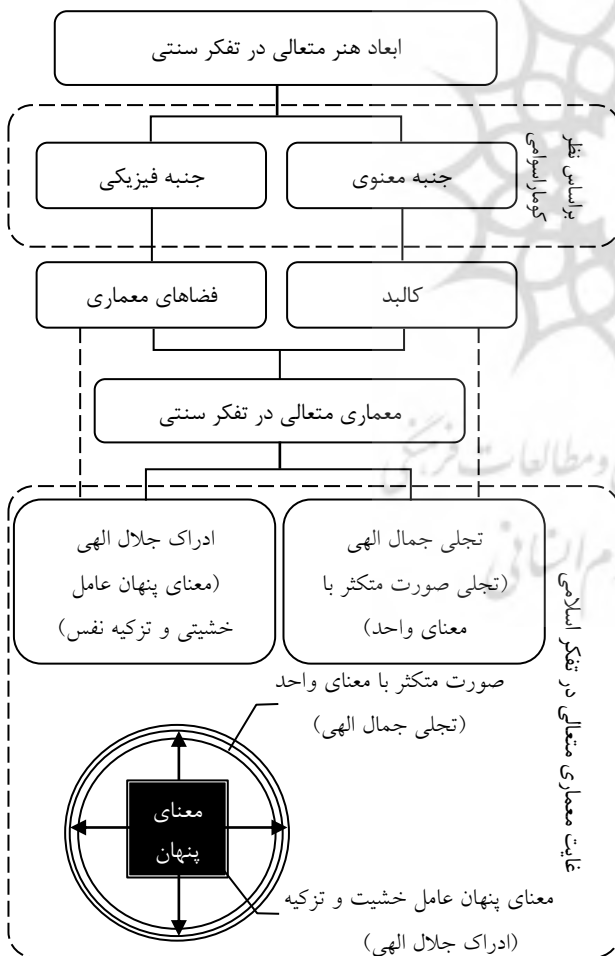 ابعاد هنر متعالی در تفکر سنتی
براساس نظر
کوماراسوامی
جنبه معنوی
جنبه فیزیکی
کالبد
فضاهای معماری
معماری متعالی در تفکر سنتی
غایت معماری متعالی در تفکر اسلامی
تجلی جمال الهی
(تجلی صورت متکثر با
معنای واحد)
ادراک جلال الهی
(معنای پنهان عامل
خشیتی و تزکیه نفس)
صورت متکثر با معنای واحد
(تجلی جمال الهی)
معنای
پنهان
معنای پنهان عامل خشیت و تزکیه
(ادراک جلال الهی)
و مطالعات فرهنگی
م انسانی